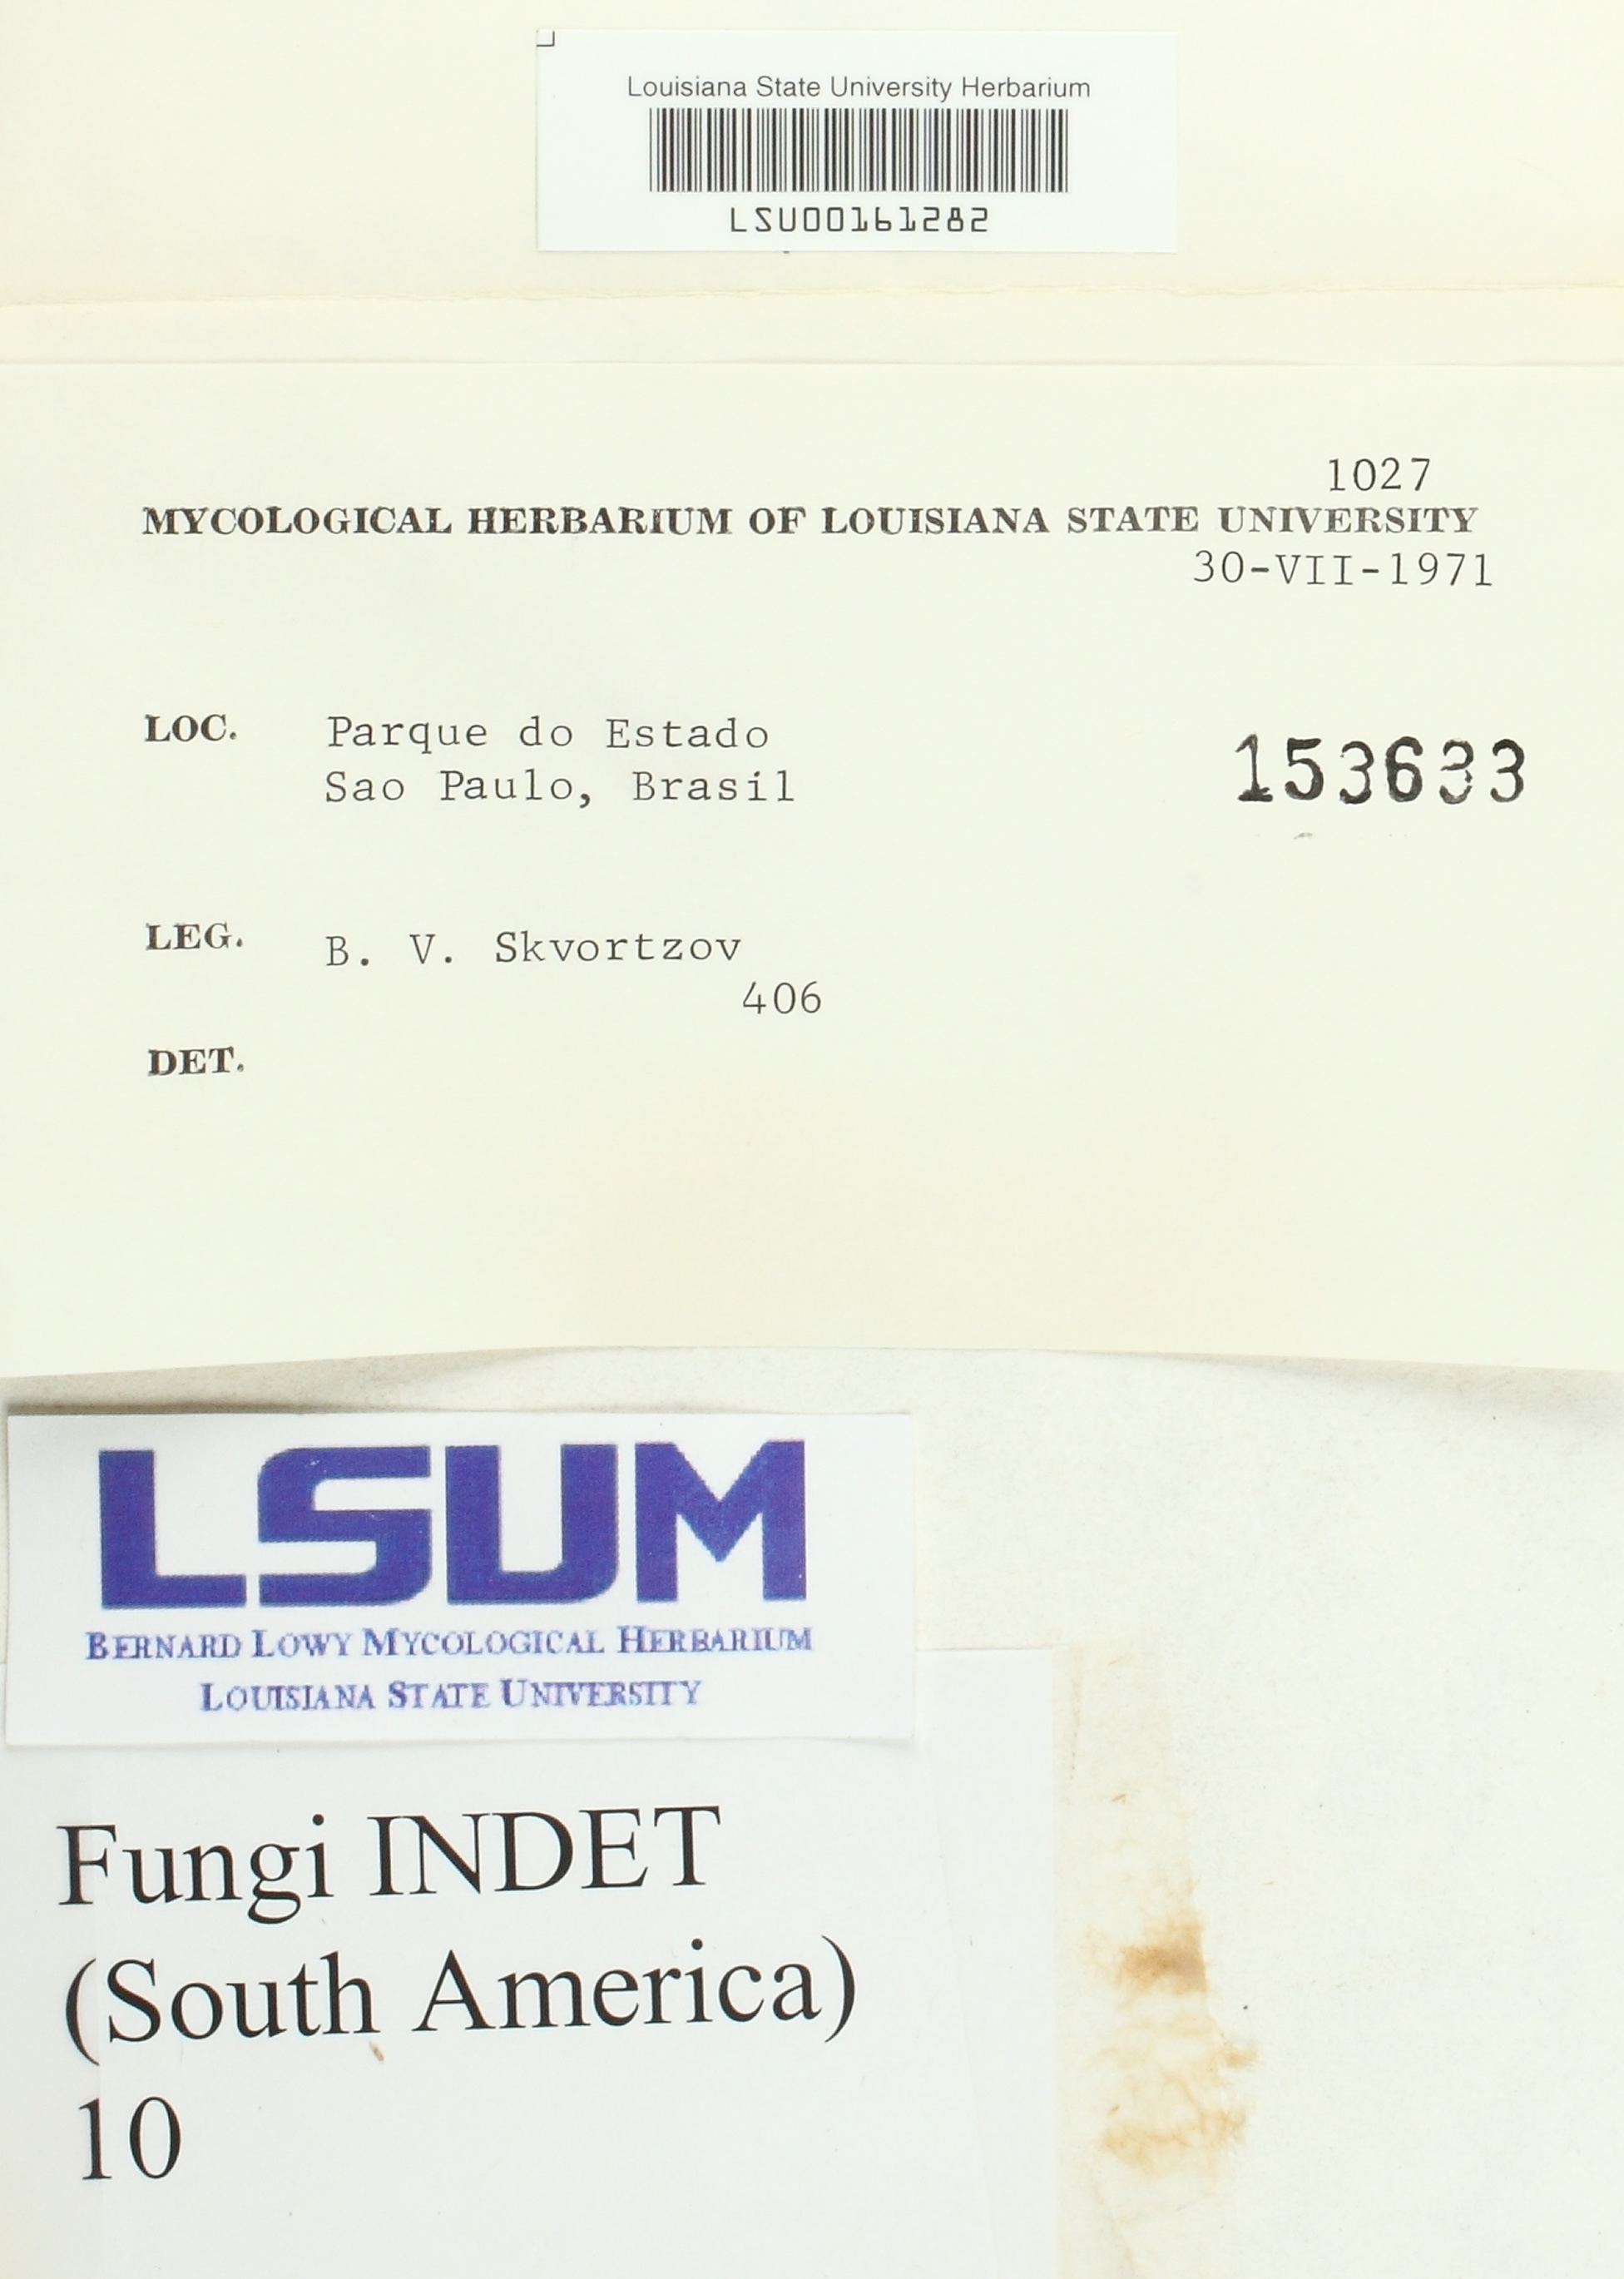 Louisiana State University Herbarium
LSU00161282
1027
MYCOLOGICAL HERBARIUM OF LOUISIANA STATE UNIVERSITY
30-VII-1971
LOC. Parque do Estado
Sao Paulo, Brasil
153633
LEG. B. V. Skvortzov
406
DET.
LSUM
BERNARD LOWY MYCOLOGICAL HERBARIUM
LOUISIANA STATE UNIVERSITY
Fungi INDET
(South America)
10